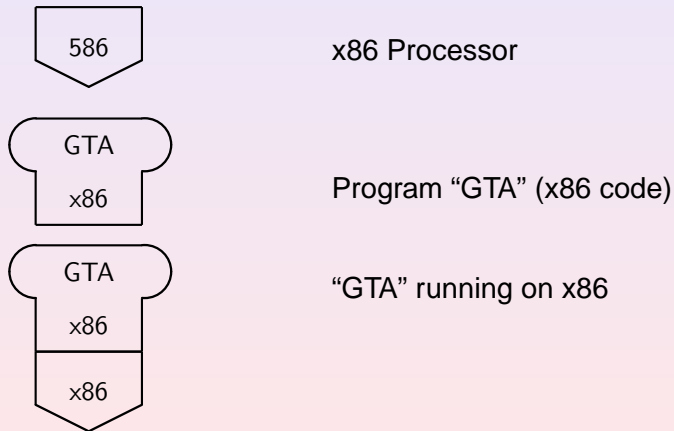 586
x86 Processor
GTA
x86
Program “GTA” (x86 code)
GTA
x86
x86
“GTA” running on x86